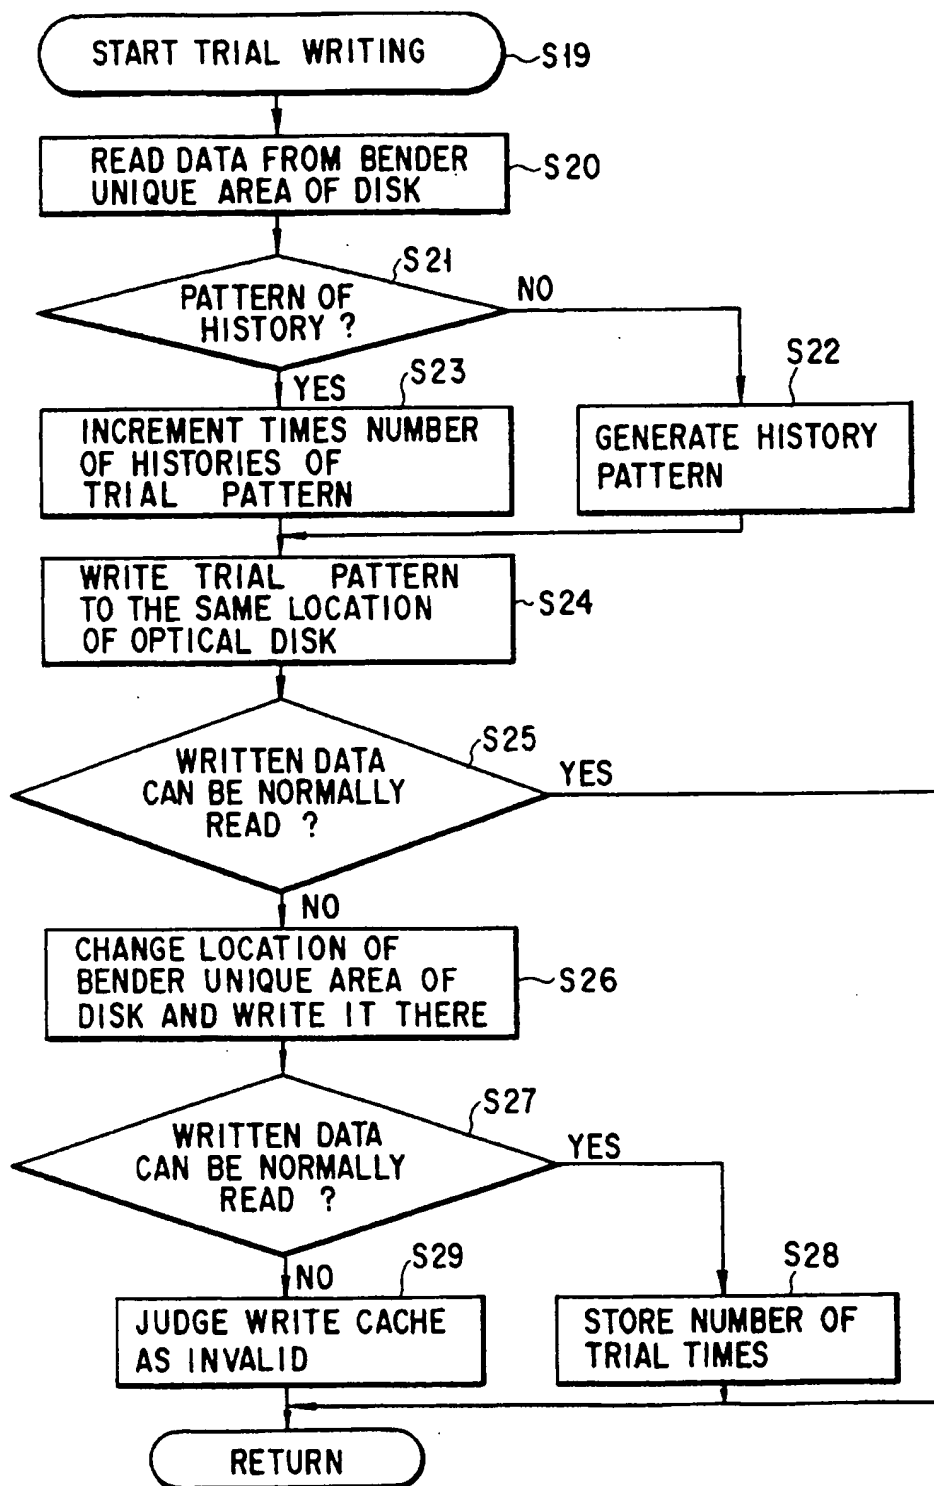 START TRIAL WRITING
S19
READ DATA FROM BENDER
UNIQUE AREA OF DISK
S20
S21
PATTERN OF
HISTORY ?
NO
YES
S23
S22
INCREMENT TIMES NUMBER
OF HISTORIES OF
TRIAL PATTERN
GENERATE HISTORY
PATTERN
WRITE TRIAL PATTERN
TO THE SAME LOCATION
OF OPTICAL DISK
S24
S25
WRITTEN DATA
CAN BE NORMALLY
READ ?
YES
NO
CHANGE LOCATION OF
BENDER UNIQUE AREA OF
DISK AND WRITE IT THERE
S26
S27
WRITTEN DATA
CAN BE NORMALLY
READ ?
YES
NO
S29
S28
JUDGE WRITE CACHE
AS INVALID
STORE NUMBER OF
TRIAL TIMES
RETURN